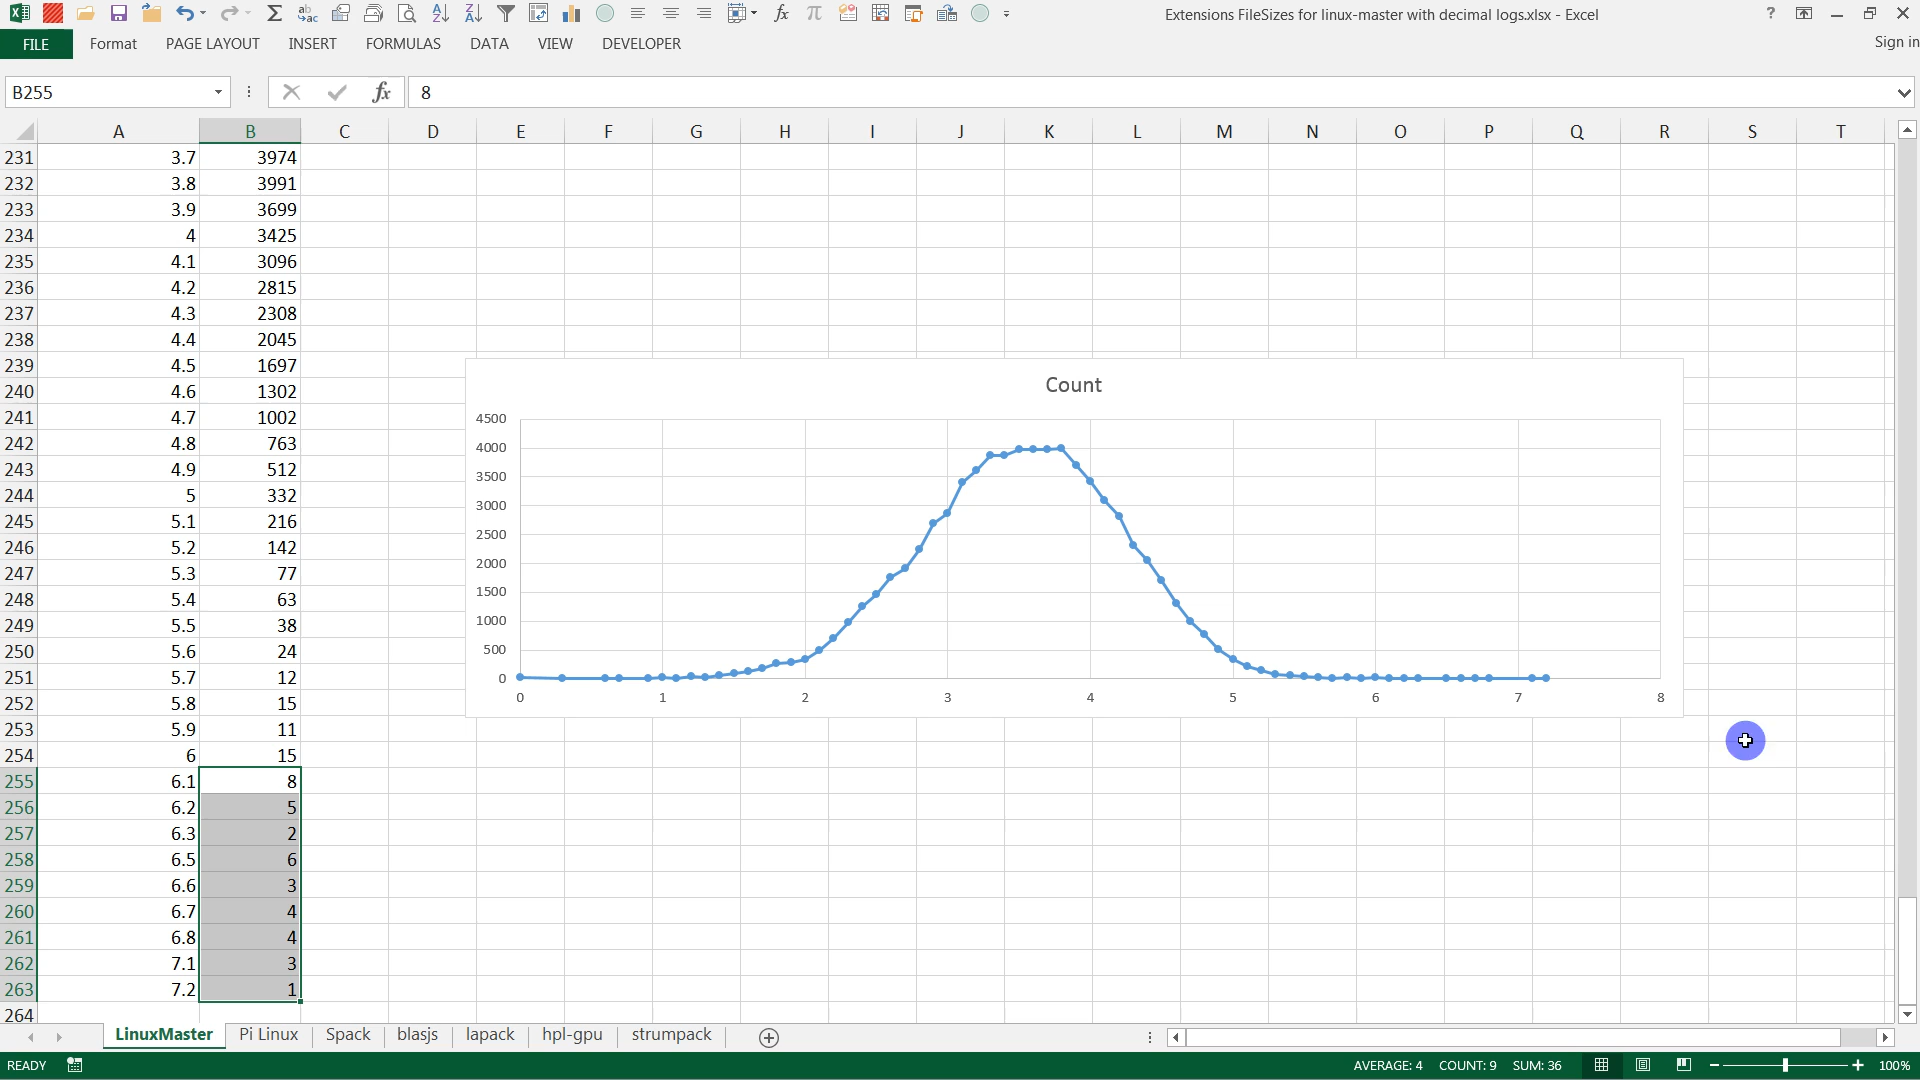 Extensions FileSizes for linux-master with decimal logs.xlsx - Excel
FILE Format PAGE LAYOUT INSERT FORMULAS DATA VIEW DEVELOPER Sign in
B255 fx 8
A B C D E F G H I J K L M N O P Q R S T
231 3.7 3974
232 3.8 3991
233 3.9 3699
234 4 3425
235 4.1 3096
236 4.2 2815
237 4.3 2308
238 4.4 2045
239 4.5 1697
240 4.6 1302
241 4.7 1002
242 4.8 763
243 4.9 512
244 5 332
245 5.1 216
246 5.2 142
247 5.3 77
248 5.4 63
249 5.5 38
250 5.6 24
251 5.7 12
252 5.8 15
253 5.9 11
254 6 15
255 6.1 8
256 6.2 5
257 6.3 2
258 6.5 6
259 6.6 3
260 6.7 4
261 6.8 4
262 7.1 3
263 7.2 1
264
Count
4500
4000
3500
3000
2500
2000
1500
1000
500
0
0 1 2 3 4 5 6 7 8
LinuxMaster Pi Linux Spack blasjs lapack hpl-gpu strumpack
READY AVERAGE: 4 COUNT: 9 SUM: 36 100%